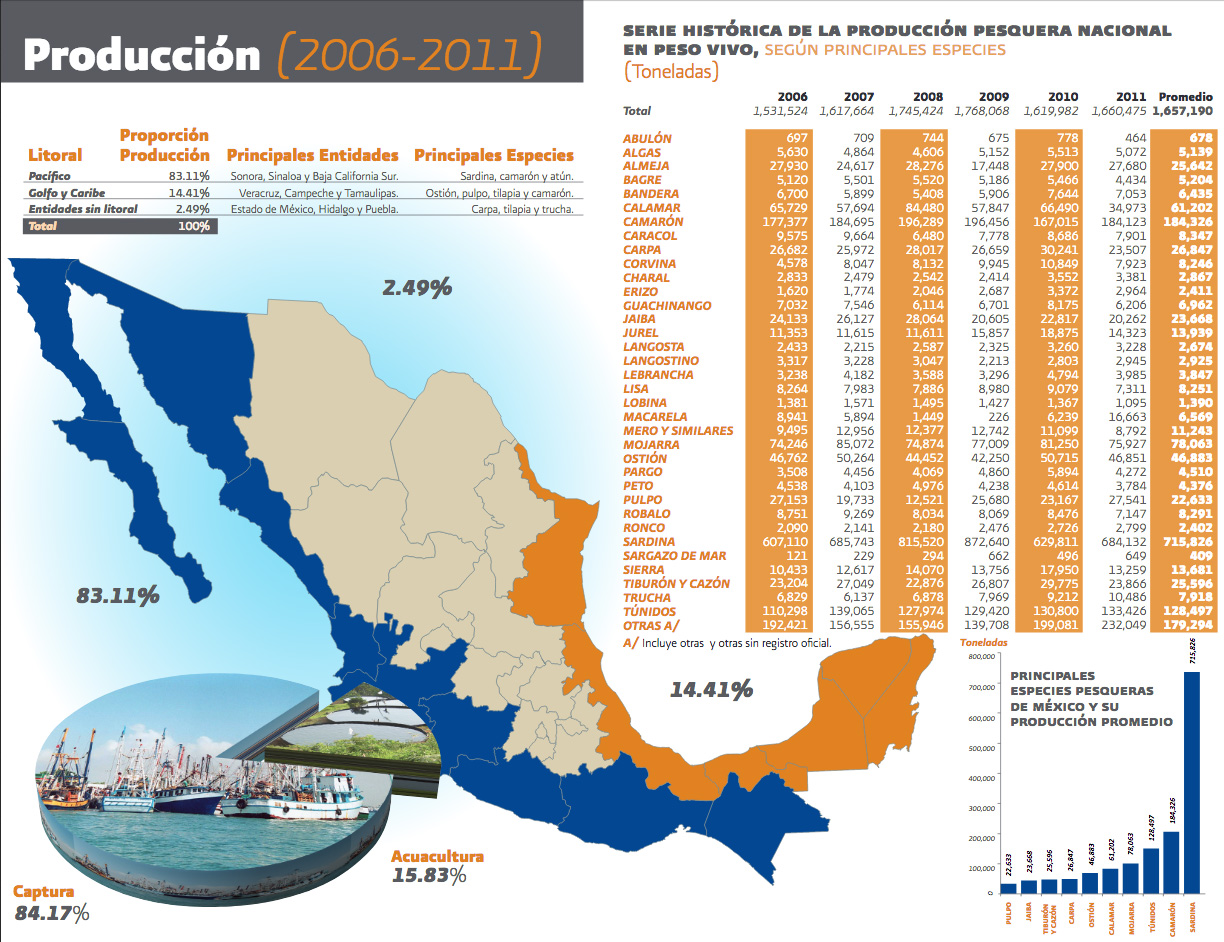 Producción (2006-2011)
Litoral Proporción Producción Principales Entidades Principales Especies
Pacífico 83.11% Sonora, Sinaloa y Baja California Sur. Sardina, camarón y atún.
Golfo y Caribe 14.41% Veracruz, Campeche y Tamaulipas. Ostión, pulpo, tilapia y camarón.
Entidades sin litoral 2.49% Estado de México, Hidalgo y Puebla. Carpa, tilapia y trucha.
Total 100%
2.49%
83.11%
14.41%
Acuacultura
15.83%
Captura
84.17%
SERIE HISTÓRICA DE LA PRODUCCIÓN PESQUERA NACIONAL
EN PESO VIVO, SEGÚN PRINCIPALES ESPECIES
(Toneladas)
2006 2007 2008 2009 2010 2011 Promedio
Total 1,531,524 1,617,664 1,745,424 1,768,068 1,619,982 1,660,475 1,657,190
ABULÓN 697 709 744 675 778 464 678
ALGAS 5,630 4,864 4,606 5,152 5,513 5,072 5,139
ALMEJA 27,930 24,617 28,276 17,448 27,900 27,680 25,642
BAGRE 5,120 5,501 5,520 5,186 5,466 4,434 5,204
BANDERA 6,700 5,899 5,408 5,906 7,644 7,053 6,435
CALAMAR 65,729 57,694 84,480 57,847 66,490 34,973 61,202
CAMARÓN 177,377 184,695 196,289 196,456 167,015 184,123 184,326
CARACOL 9,575 9,664 6,480 7,778 8,686 7,901 8,347
CARPA 26,682 25,972 28,017 26,659 30,241 23,507 26,847
CORVINA 4,578 8,047 8,132 9,945 10,849 7,923 8,246
CHARAL 2,833 2,479 2,542 2,414 3,552 3,381 2,867
ERIZO 1,620 1,774 2,046 2,687 3,372 2,964 2,411
GUACHINANGO 7,032 7,546 6,114 6,701 8,175 6,206 6,962
JAIBA 24,133 26,127 28,064 20,605 22,817 20,262 23,668
JUREL 11,353 11,615 11,611 15,857 18,875 14,323 13,939
LANGOSTA 2,433 2,215 2,587 2,325 3,260 3,228 2,674
LANGOSTINO 3,317 3,228 3,047 2,213 2,803 2,945 2,925
LEBRANCHA 3,238 4,182 3,588 3,296 4,794 3,985 3,847
LISA 8,264 7,983 7,886 8,980 9,079 7,311 8,251
LOBINA 1,381 1,571 1,495 1,427 1,367 1,095 1,390
MACARELA 8,941 5,894 1,449 226 6,239 16,663 6,569
MERO Y SIMILARES 9,495 12,956 12,377 12,742 11,099 8,792 11,243
MOJARRA 74,246 85,072 74,874 77,009 81,250 75,927 78,063
OSTIÓN 46,762 50,264 44,452 42,250 50,715 46,851 46,883
PARGO 3,508 4,456 4,069 4,860 5,894 4,272 4,510
PETO 4,538 4,103 4,976 4,238 4,614 3,784 4,376
PULPO 27,153 19,733 12,521 25,680 23,167 27,541 22,633
ROBALO 8,751 9,269 8,034 8,069 8,476 7,147 8,291
RONCO 2,090 2,141 2,180 2,476 2,726 2,799 2,402
SARDINA 607,110 685,743 815,520 872,640 629,811 684,132 715,826
SARGAZO DE MAR 121 229 294 662 496 649 409
SIERRA 10,433 12,617 14,070 13,756 17,950 13,259 13,681
TIBURÓN Y CAZÓN 23,204 27,049 22,876 26,807 29,775 23,866 25,596
TRUCHA 6,829 6,137 6,878 7,969 9,212 10,486 7,918
TÚNIDOS 110,298 139,065 127,974 129,420 130,800 133,426 128,497
OTRAS A/ 192,421 156,555 155,946 139,708 199,081 232,049 179,294
A/ Incluye otras y otras sin registro oficial.
Toneladas
PRINCIPALES
ESPECIES PESQUERAS
DE MÉXICO Y SU
PRODUCCIÓN PROMEDIO
800,000
700,000
600,000
500,000
400,000
300,000
200,000
100,000
22,633 23,668 25,596 26,847 46,883 61,202 78,063 128,497 184,326 715,826
PULPO JAIBA TIBURÓN Y CAZÓN CARPA OSTIÓN CALAMAR MOJARRA TÚNIDOS CAMARÓN SARDINA